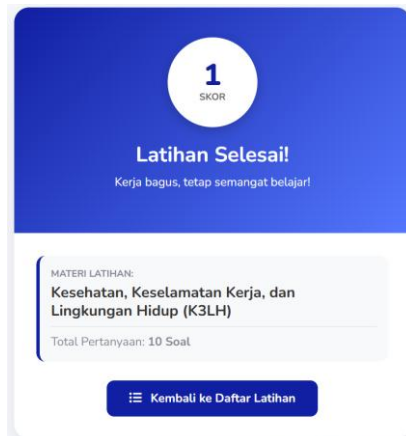 1
SKOR
Latihan Selesai!
Kerja bagus, tetap semangat belajar!
MATERI LATIHAN:
Kesehatan, Keselamatan Kerja, dan
Lingkungan Hidup (K3LH)
Total Pertanyaan: 10 Soal
Kembali ke Daftar Latihan